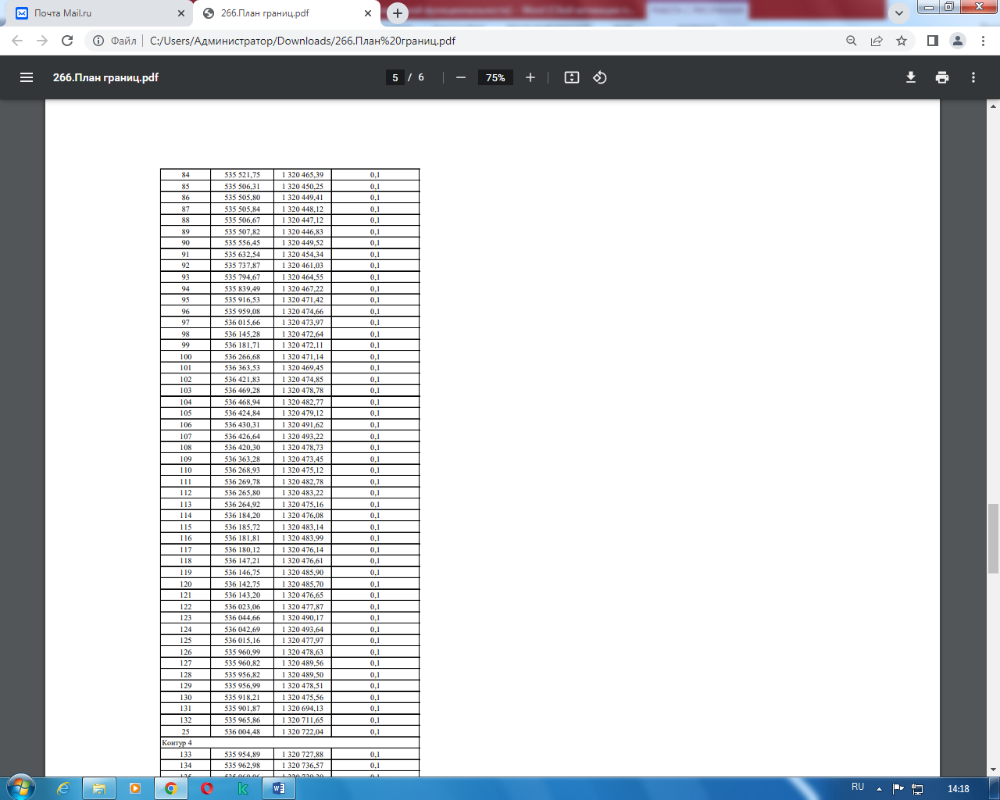 Почта Mail.ru
266.План границ.pdf
Файл
C:/Users/Администратор/Downloads/266.План%20границ.pdf
266.План границ.pdf
5 / 6
75%
84 535 521,75 1 320 465,39 0,1
85 535 506,31 1 320 450,25 0,1
86 535 505,80 1 320 449,41 0,1
87 535 505,84 1 320 448,12 0,1
88 535 506,67 1 320 447,12 0,1
89 535 507,82 1 320 446,83 0,1
90 535 556,45 1 320 449,52 0,1
91 535 632,54 1 320 454,34 0,1
92 535 737,87 1 320 461,03 0,1
93 535 794,67 1 320 464,55 0,1
94 535 839,49 1 320 467,22 0,1
95 535 916,53 1 320 471,42 0,1
96 535 959,08 1 320 474,66 0,1
97 536 015,66 1 320 473,97 0,1
98 536 145,28 1 320 472,64 0,1
99 536 181,71 1 320 472,11 0,1
100 536 266,68 1 320 471,14 0,1
101 536 363,53 1 320 469,45 0,1
102 536 421,83 1 320 474,85 0,1
103 536 469,28 1 320 478,78 0,1
104 536 468,94 1 320 482,77 0,1
105 536 424,84 1 320 479,12 0,1
106 536 430,31 1 320 491,62 0,1
107 536 426,64 1 320 493,22 0,1
108 536 420,30 1 320 478,73 0,1
109 536 363,28 1 320 473,45 0,1
110 536 268,93 1 320 475,12 0,1
111 536 269,78 1 320 482,78 0,1
112 536 265,80 1 320 483,22 0,1
113 536 264,92 1 320 475,16 0,1
114 536 184,20 1 320 476,08 0,1
115 536 185,72 1 320 483,14 0,1
116 536 181,81 1 320 483,99 0,1
117 536 180,12 1 320 476,14 0,1
118 536 147,21 1 320 476,61 0,1
119 536 146,75 1 320 485,90 0,1
120 536 142,75 1 320 485,70 0,1
121 536 143,20 1 320 476,65 0,1
122 536 023,06 1 320 477,87 0,1
123 536 044,66 1 320 490,17 0,1
124 536 042,69 1 320 493,64 0,1
125 536 015,16 1 320 477,97 0,1
126 535 960,99 1 320 478,63 0,1
127 535 960,82 1 320 489,56 0,1
128 535 956,82 1 320 489,50 0,1
129 535 956,99 1 320 478,51 0,1
130 535 918,21 1 320 475,56 0,1
131 535 901,87 1 320 694,13 0,1
132 535 965,86 1 320 711,65 0,1
25 536 004,48 1 320 722,04 0,1
Контур 4
133 535 954,89 1 320 727,88 0,1
134 535 962,98 1 320 736,57 0,1
RU
14:18